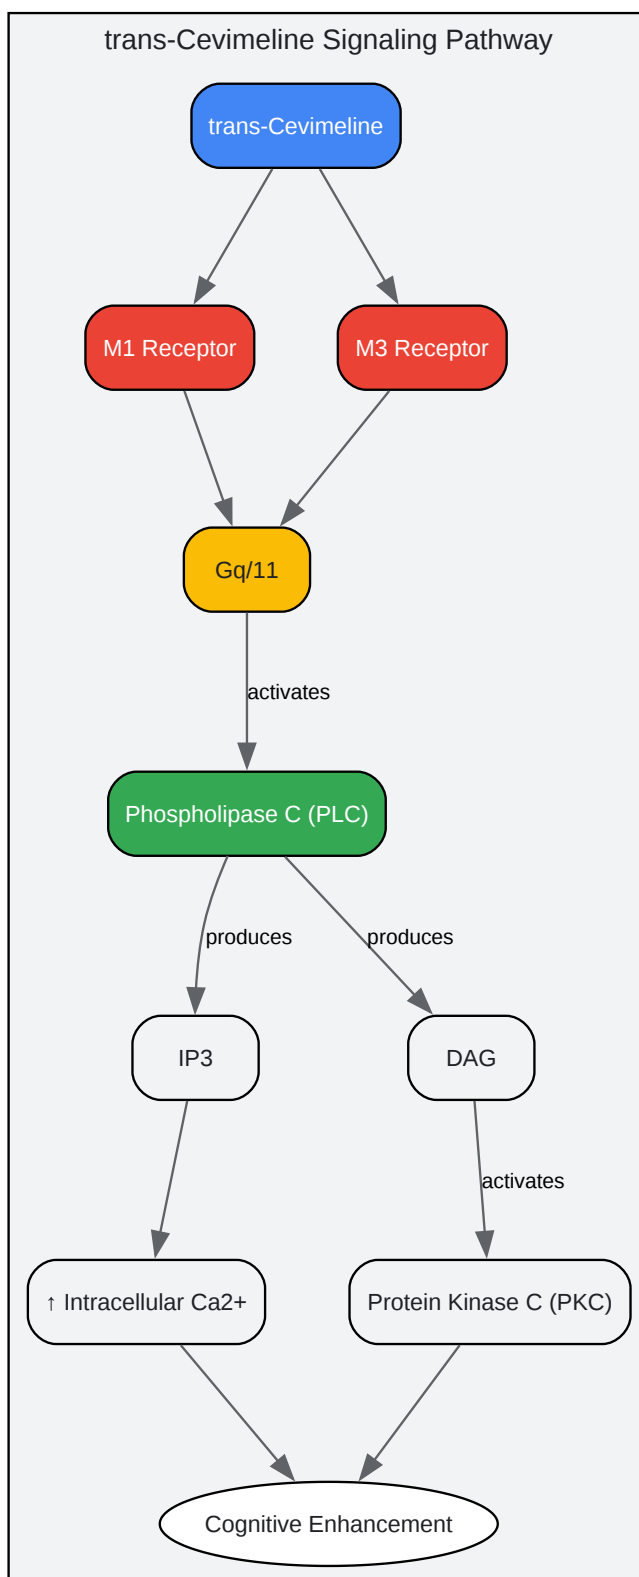 trans-Cevimeline Signaling Pathway
trans-Cevimeline
M1 Receptor
M3 Receptor
Gq/11
activates
Phospholipase C (PLC)
produces
produces
IP3
DAG
activates
↑ Intracellular Ca2+
Protein Kinase C (PKC)
Cognitive Enhancement